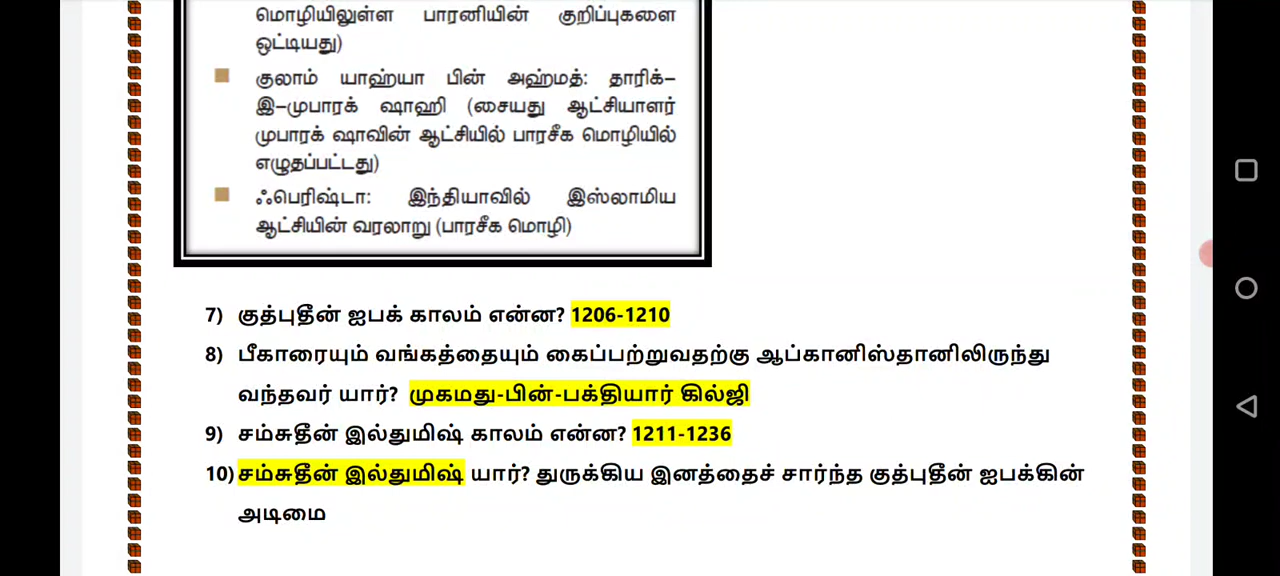 மொழியிலுள்ள பாரனியின் குறிப்புகளை
ஒட்டியது)
■ குலாம் யாஹ்யா பின் அஹ்மத்: தாரிக்–
இ–முபாரக் ஷாஹி (சையது ஆட்சியாளர்
முபாரக் ஷாவின் ஆட்சியில் பாரசீக மொழியில்
எழுதப்பட்டது)
■ ஃபெரிஷ்டா: இந்தியாவில் இஸ்லாமிய
ஆட்சியின் வரலாறு (பாரசீக மொழி)
7) குத்புதீன் ஐபக் காலம் என்ன? 1206-1210
8) பீகாரையும் வங்கத்தையும் கைப்பற்றுவதற்கு ஆப்கானிஸ்தானிலிருந்து
வந்தவர் யார்? முகமது-பின்-பக்தியார் கில்ஜி
9) சம்சுதீன் இல்துமிஷ் காலம் என்ன? 1211-1236
10) சம்சுதீன் இல்துமிஷ் யார்? துருக்கிய இனத்தைச் சார்ந்த குத்புதீன் ஐபக்கின்
அடிமை